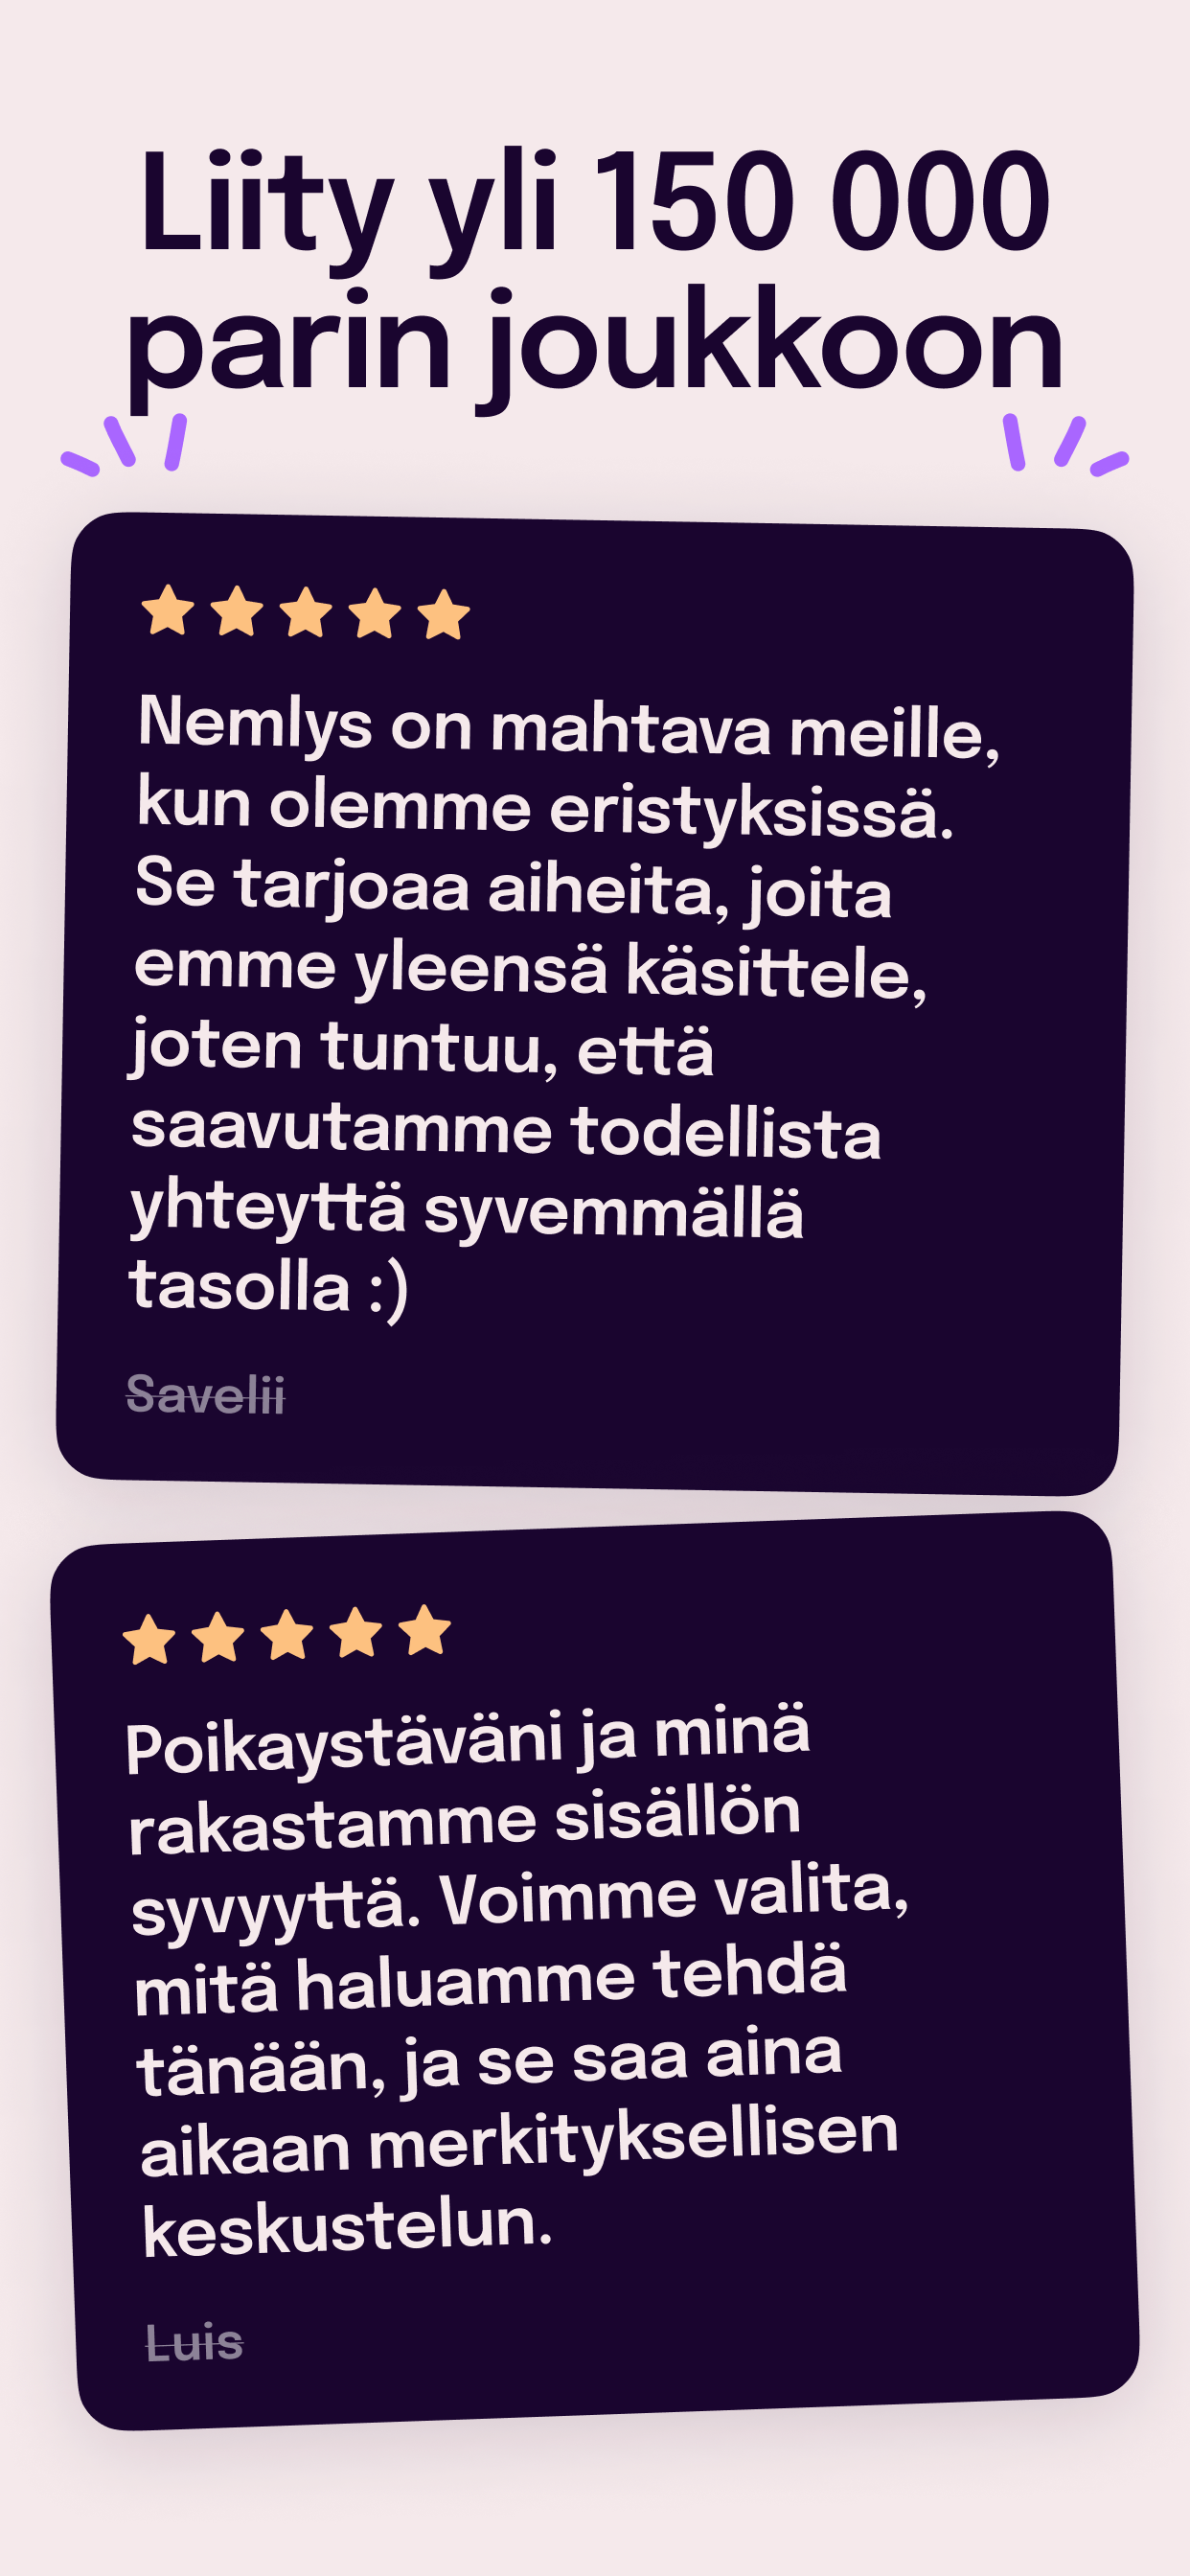 Liity yli 150 000
parin joukkoon
Nemlys on mahtava meille,
kun olemme eristyksissä.
Se tarjoaa aiheita, joita
emme yleensä käsittele,
joten tuntuu, että
saavutamme todellista
yhteyttä syvemmällä
tasolla :)
Savelii
Poikaystäväni ja minä
rakastamme sisällön
syvyyttä. Voimme valita,
mitä haluamme tehdä
tänään, ja se saa aina
aikaan merkityksellisen
keskustelun.
Luis